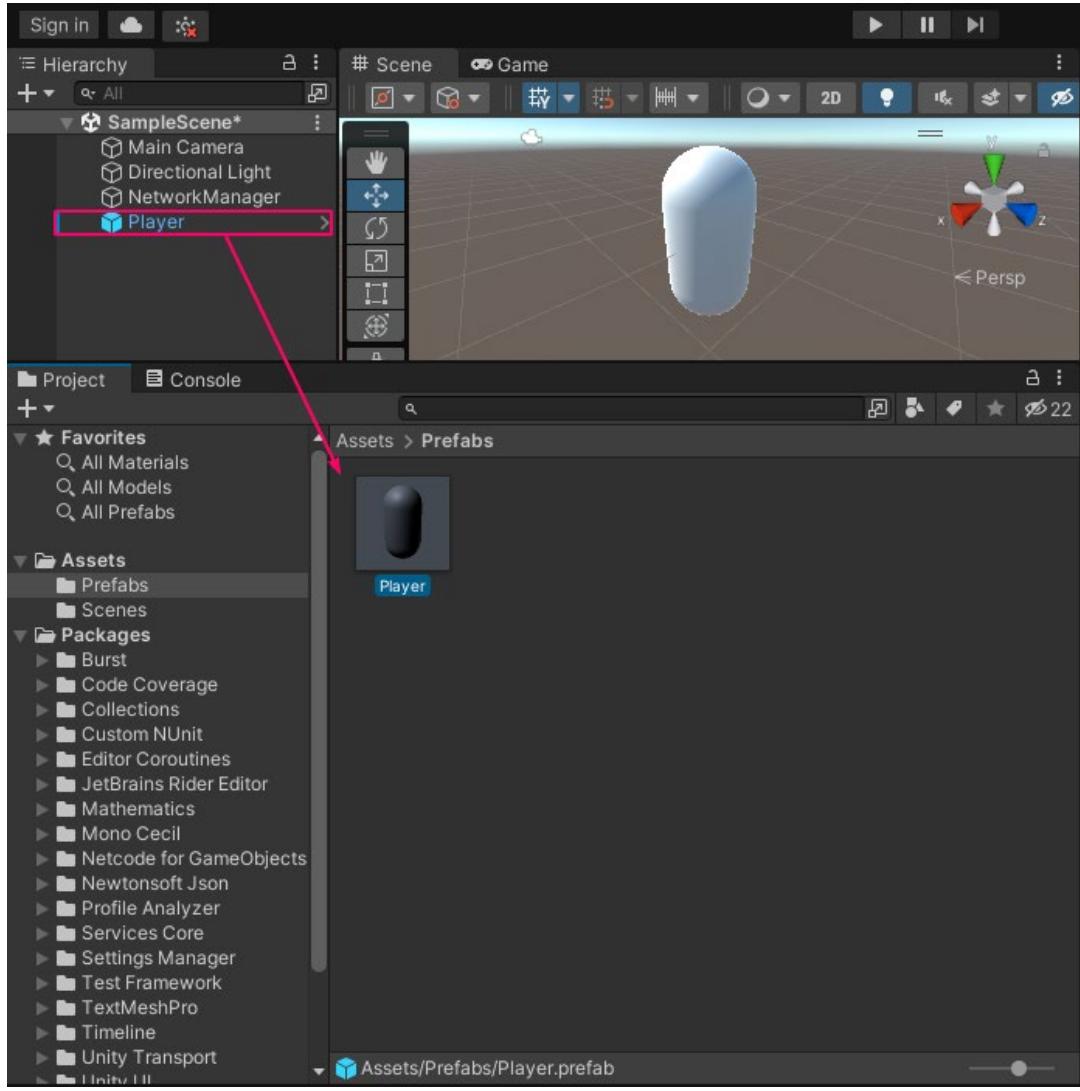 Sign in
Hierarchy
All
SampleScene*
Main Camera
Directional Light
NetworkManager
Player
Scene
Game
2D
y
x
z
Persp
Project
Console
22
Favorites
All Materials
All Models
All Prefabs
Assets
Prefabs
Scenes
Packages
Burst
Code Coverage
Collections
Custom NUnit
Editor Coroutines
JetBrains Rider Editor
Mathematics
Mono Cecil
Netcode for GameObjects
Newtonsoft Json
Profile Analyzer
Services Core
Settings Manager
Test Framework
TextMeshPro
Timeline
Unity Transport
Unity UI
Assets > Prefabs
Player
Assets/Prefabs/Player.prefab